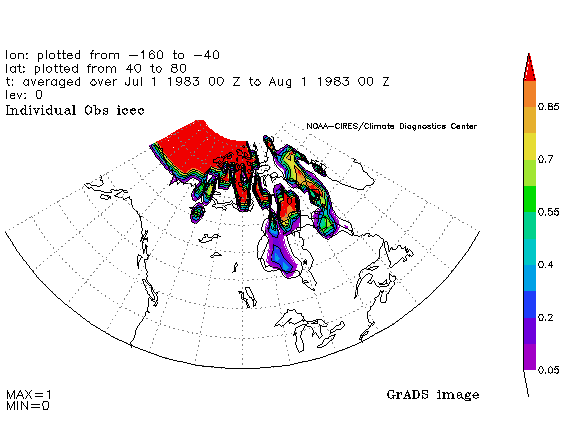 lon: plotted from −160 to −40
lat: plotted from 40 to 80
t: averaged over Jul 1 1983 00 Z to Aug 1 1983 00 Z
lev: 0
Individual Obs icec
NOAA−CIRES/Climate Diagnostics Center
0.85
0.7
0.55
0.4
0.2
0.05
MAX=1
MIN=0
GrADS image